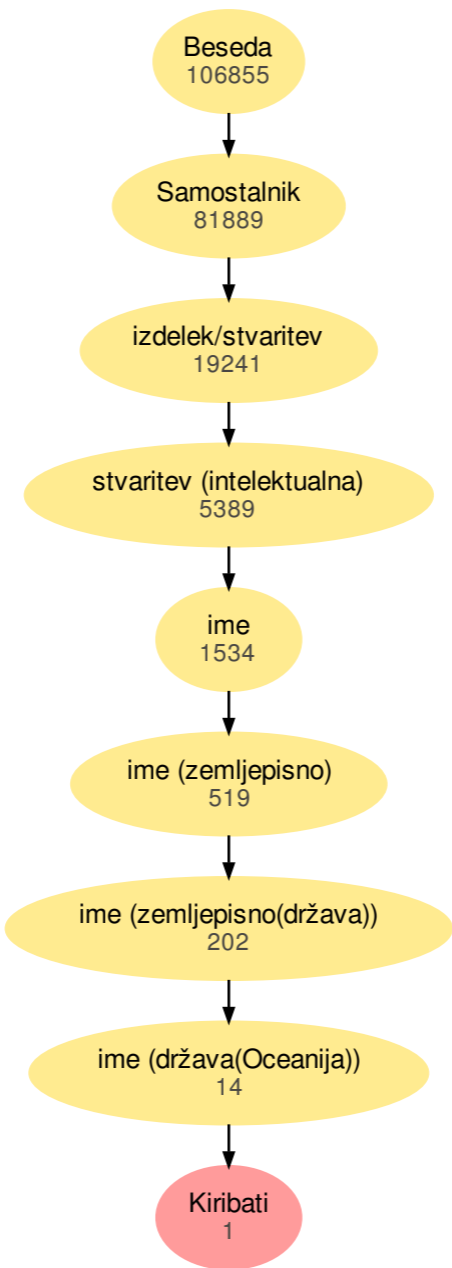 Beseda
106855
Samostalnik
81889
izdelek/stvaritev
19241
stvaritev (intelektualna)
5389
ime
1534
ime (zemljepisno)
519
ime (zemljepisno(država))
202
ime (država(Oceanija))
14
Kiribati
1